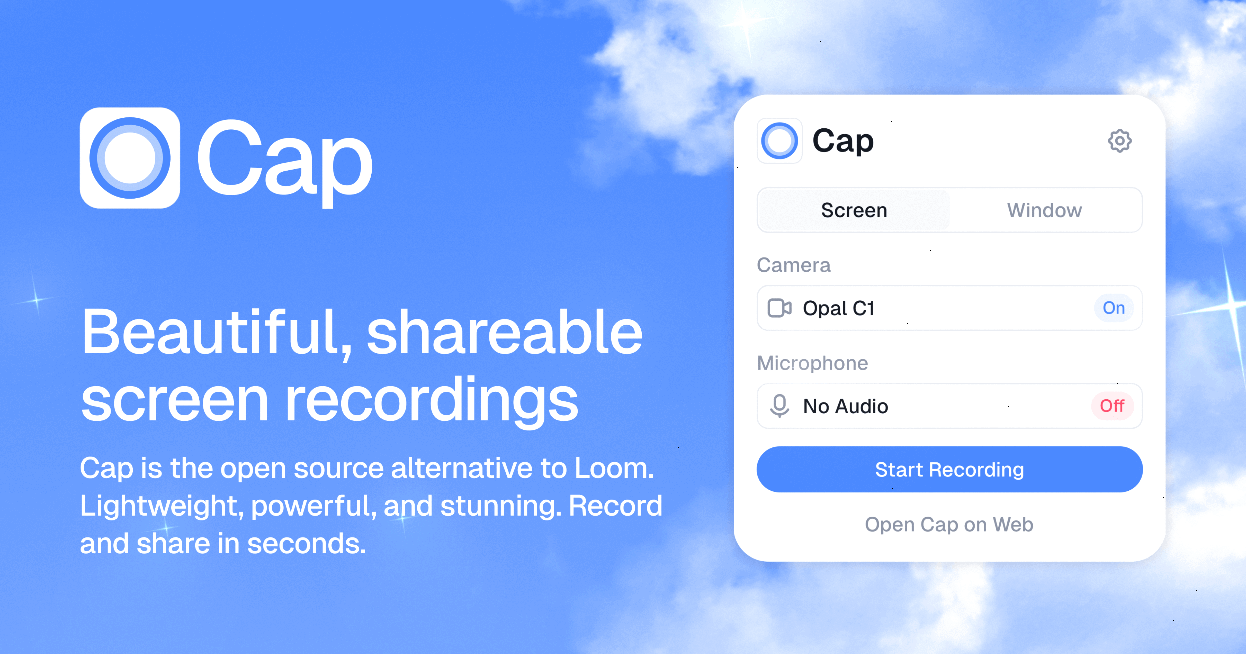 Cap
Beautiful, shareable
screen recordings
Cap is the open source alternative to Loom.
Lightweight, powerful, and stunning. Record
and share in seconds.
Cap
Screen Window
Camera
Opal C1 On
Microphone
No Audio Off
Start Recording
Open Cap on Web